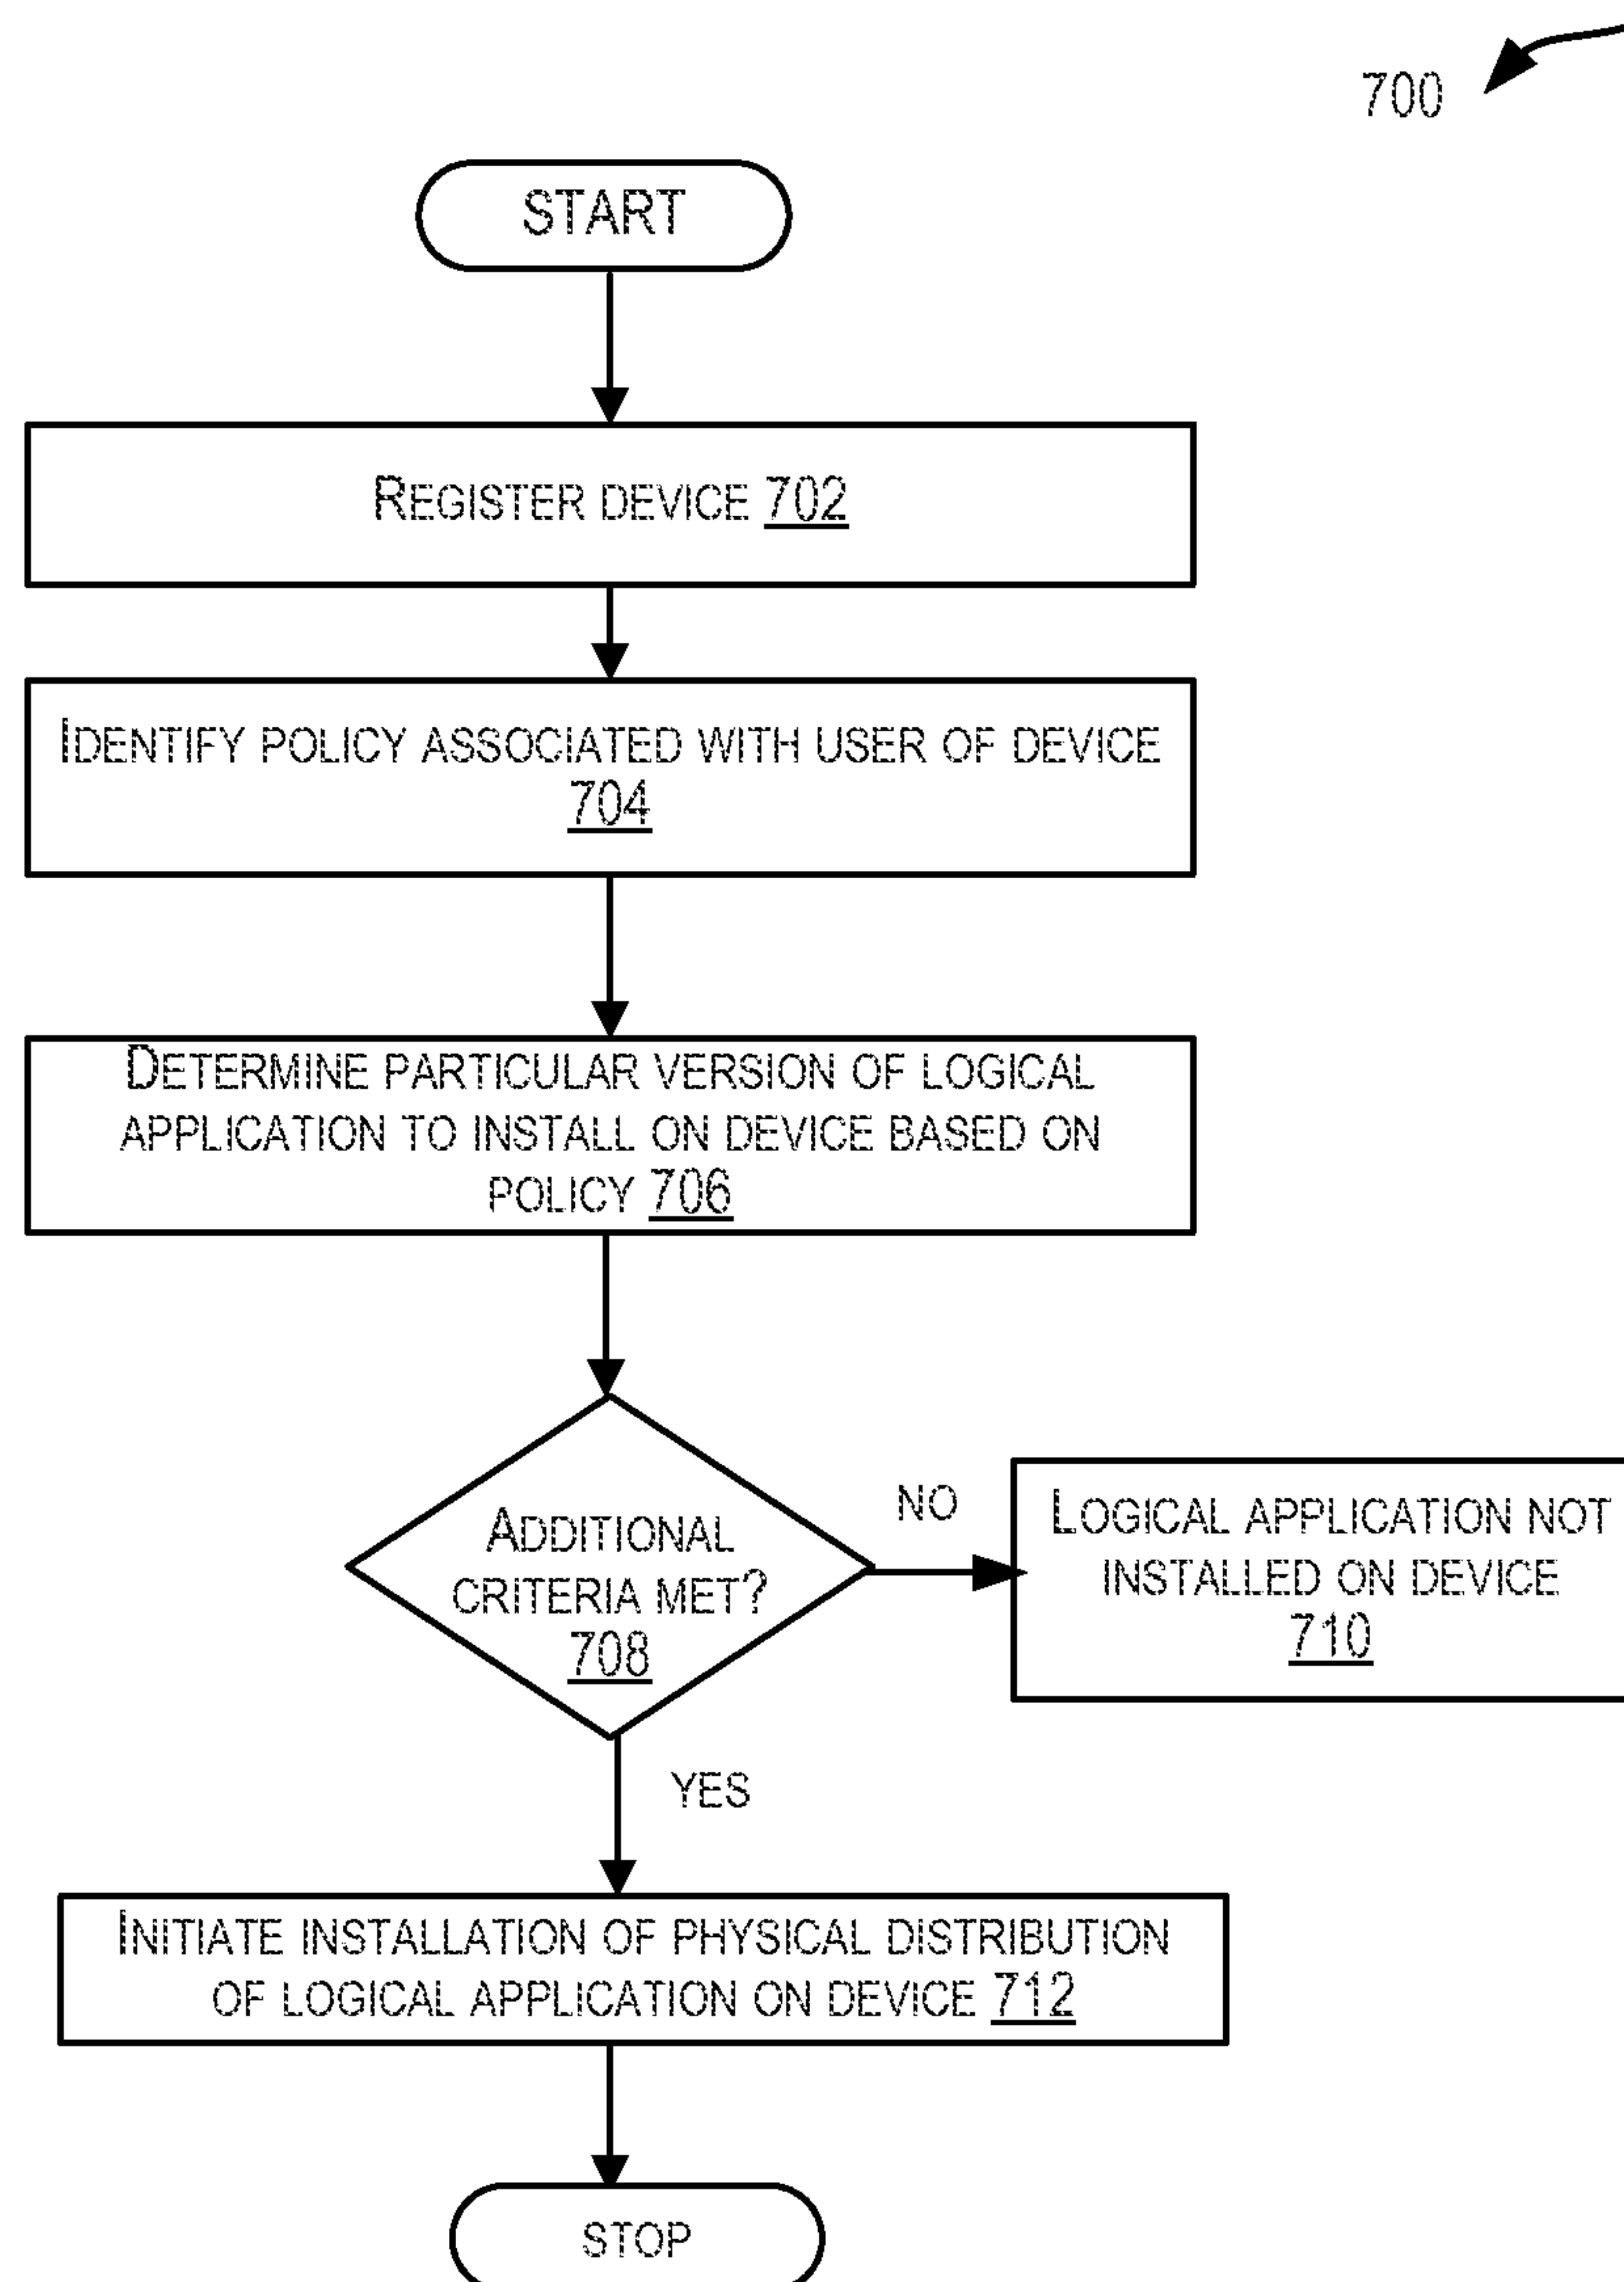 700
START
REGISTER DEVICE 702
IDENTIFY POLICY ASSOCIATED WITH USER OF DEVICE
704
DETERMINE PARTICULAR VERSION OF LOGICAL
APPLICATION TO INSTALL ON DEVICE BASED ON
POLICY 706
ADDITIONAL
CRITERIA MET?
708
NO
LOGICAL APPLICATION NOT
INSTALLED ON DEVICE
710
YES
INITIATE INSTALLATION OF PHYSICAL DISTRIBUTION
OF LOGICAL APPLICATION ON DEVICE 712
STOP